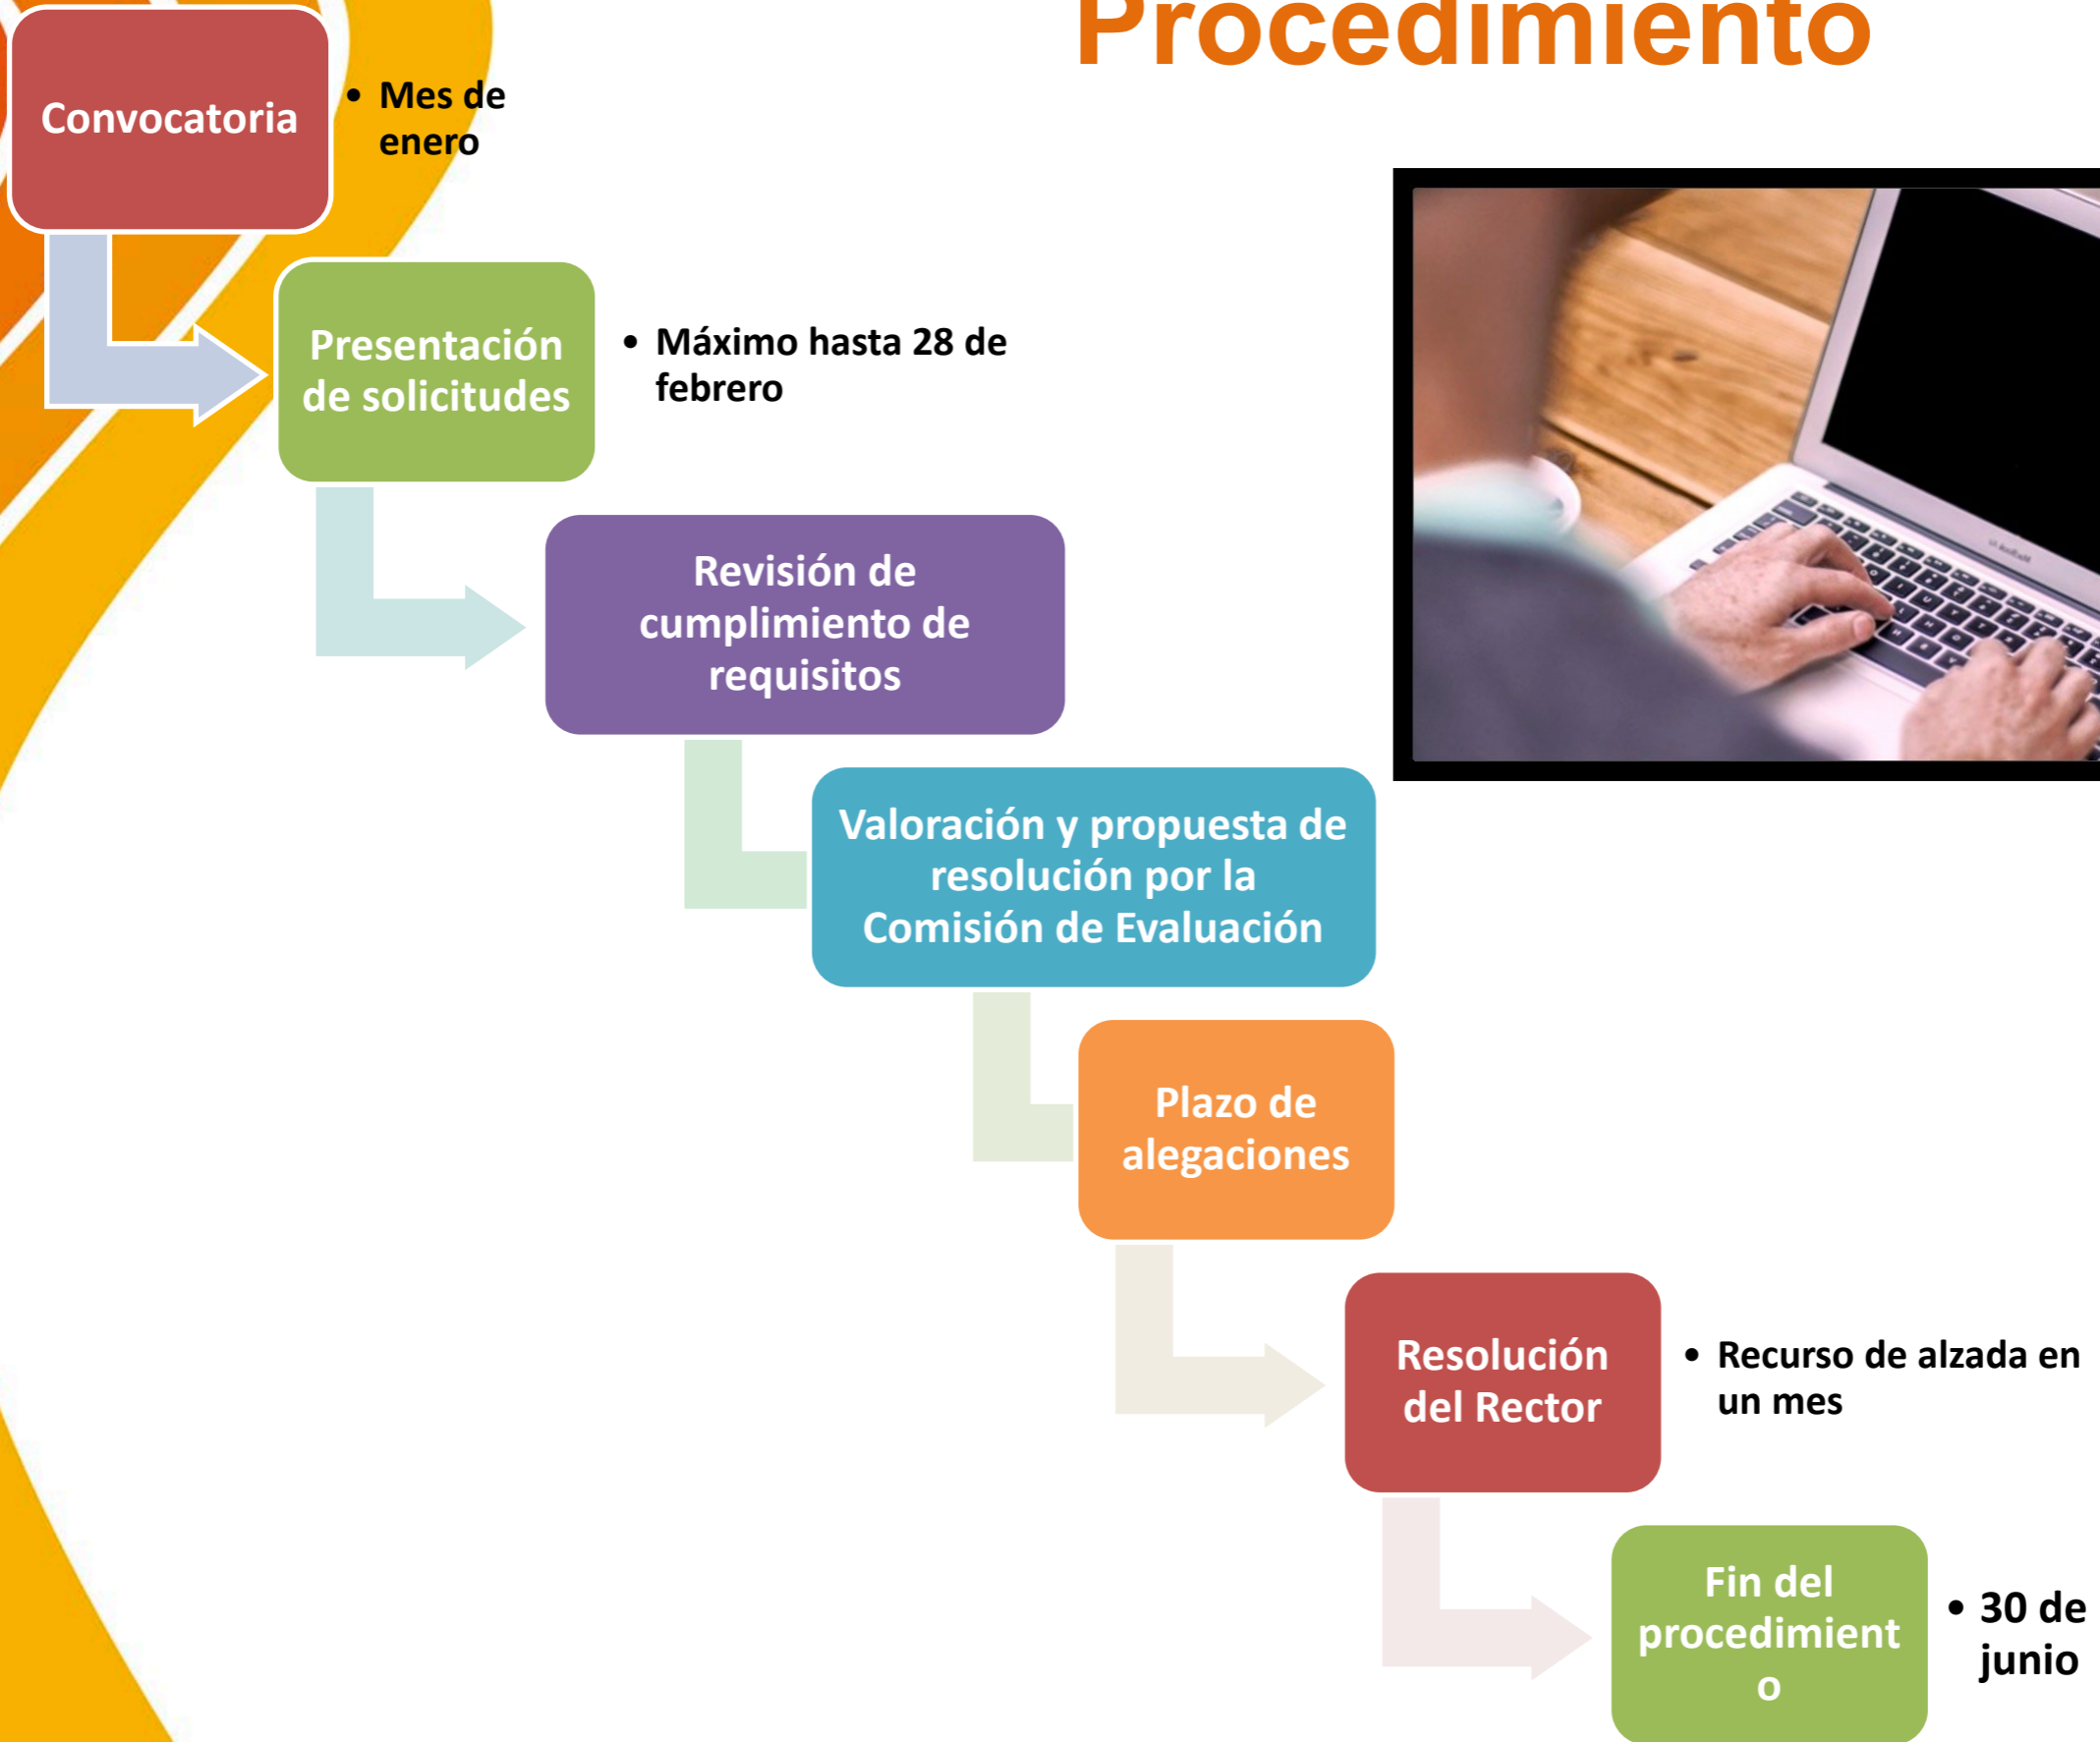 Procedimiento
Convocatoria
• Mes de
enero
Presentación
de solicitudes
• Máximo hasta 28 de
febrero
Revisión de
cumplimiento de
requisitos
Valoración y propuesta de
resolución por la
Comisión de Evaluación
Plazo de
alegaciones
Resolución
del Rector
• Recurso de alzada en
un mes
Fin del
procedimient
o
• 30 de
junio